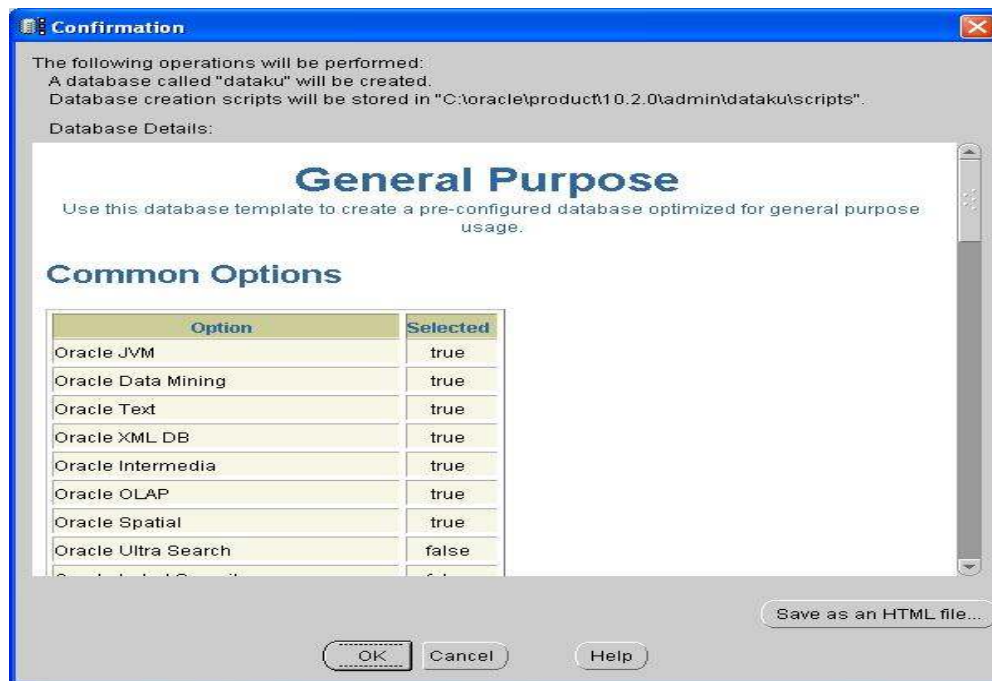 Confirmation
The following operations will be performed:
A database called "dataku" will be created.
Database creation scripts will be stored in "C:\oracle\product\10.2.0\admin\dataku\scripts".
Database Details:
General Purpose
Use this database template to create a pre-configured database optimized for general purpose
usage.
Common Options
Option Selected
Oracle JVM true
Oracle Data Mining true
Oracle Text true
Oracle XML DB true
Oracle Intermedia true
Oracle OLAP true
Oracle Spatial true
Oracle Ultra Search false
Save as an HTML file...
OK Cancel Help